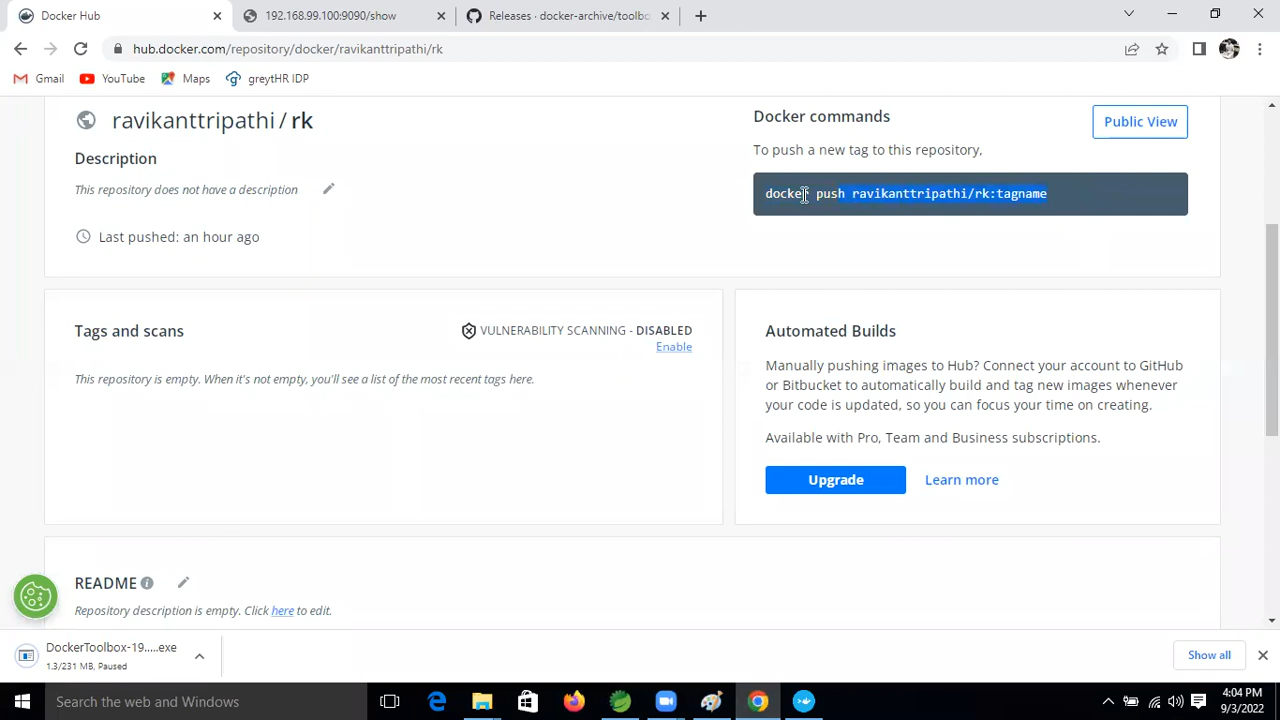 Docker Hub
192.168.99.100:9090/show
Releases · docker-archive/toolbo
hub.docker.com/repository/docker/ravikanttripathi/rk
Gmail
YouTube
Maps
greytHR IDP
ravikanttripathi / rk
Docker commands
Public View
To push a new tag to this repository,
Description
This repository does not have a description
docker push ravikanttripathi/rk:tagname
Last pushed: an hour ago
Tags and scans
VULNERABILITY SCANNING - DISABLED
Enable
This repository is empty. When it's not empty, you'll see a list of the most recent tags here.
Automated Builds
Manually pushing images to Hub? Connect your account to GitHub
or Bitbucket to automatically build and tag new images whenever
your code is updated, so you can focus your time on creating.
Available with Pro, Team and Business subscriptions.
Upgrade
Learn more
README
Repository description is empty. Click here to edit.
DockerToolbox-19.....exe
1.3/231 MB, Paused
Show all
Search the web and Windows
4:04 PM
9/3/2022